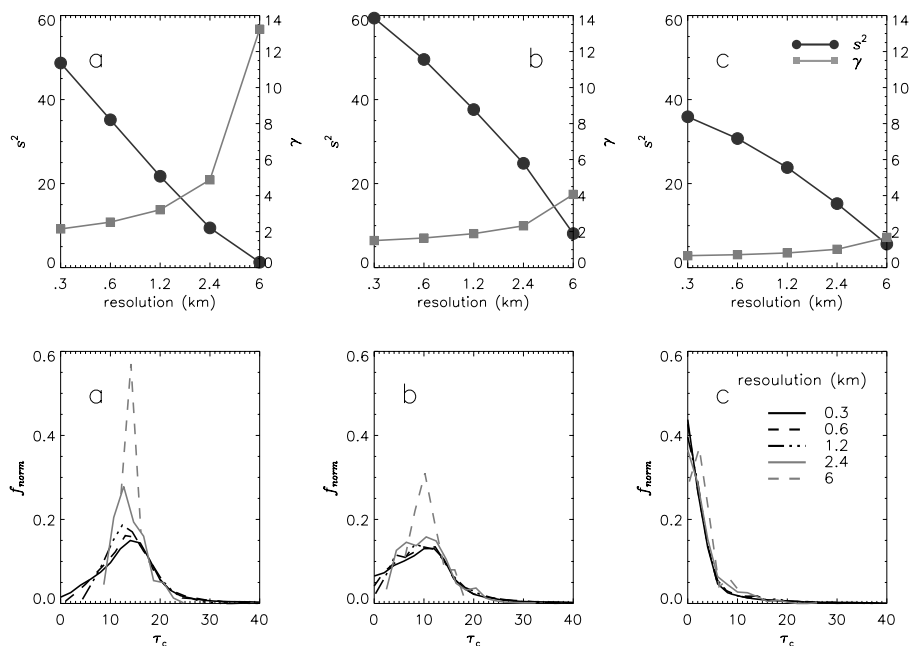 60
40
20
0
s²
a
14
12
10
8
6
4
2
0
γ
.3 .6 1.2 2.4 6
resolution (km)
60
40
20
0
s²
b
14
12
10
8
6
4
2
0
γ
.3 .6 1.2 2.4 6
resolution (km)
60
40
20
0
s²
c
s²
γ
14
12
10
8
6
4
2
0
γ
.3 .6 1.2 2.4 6
resolution (km)
0.6
0.4
0.2
0.0
f_norm
a
0 10 20 30 40
τ_c
0.6
0.4
0.2
0.0
f_norm
b
0 10 20 30 40
τ_c
0.6
0.4
0.2
0.0
f_norm
c
resoulution (km)
0.3
0.6
1.2
2.4
6
0 10 20 30 40
τ_c